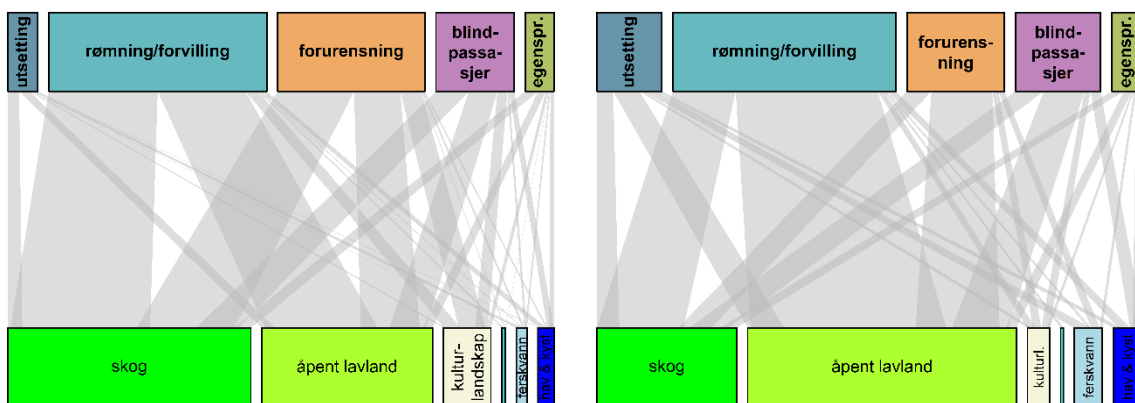 utsetting
rømning/forvilling
forurensning
blind-
passa-
sjer
egenspr.
skog
åpent lavland
kultur-
landskap
ferskvann
hav & kyst
utsetting
rømning/forvilling
forurens-
ning
blind-
passa-
sjer
egenspr.
skog
åpent lavland
kulturl.
ferskvann
hav & kyst